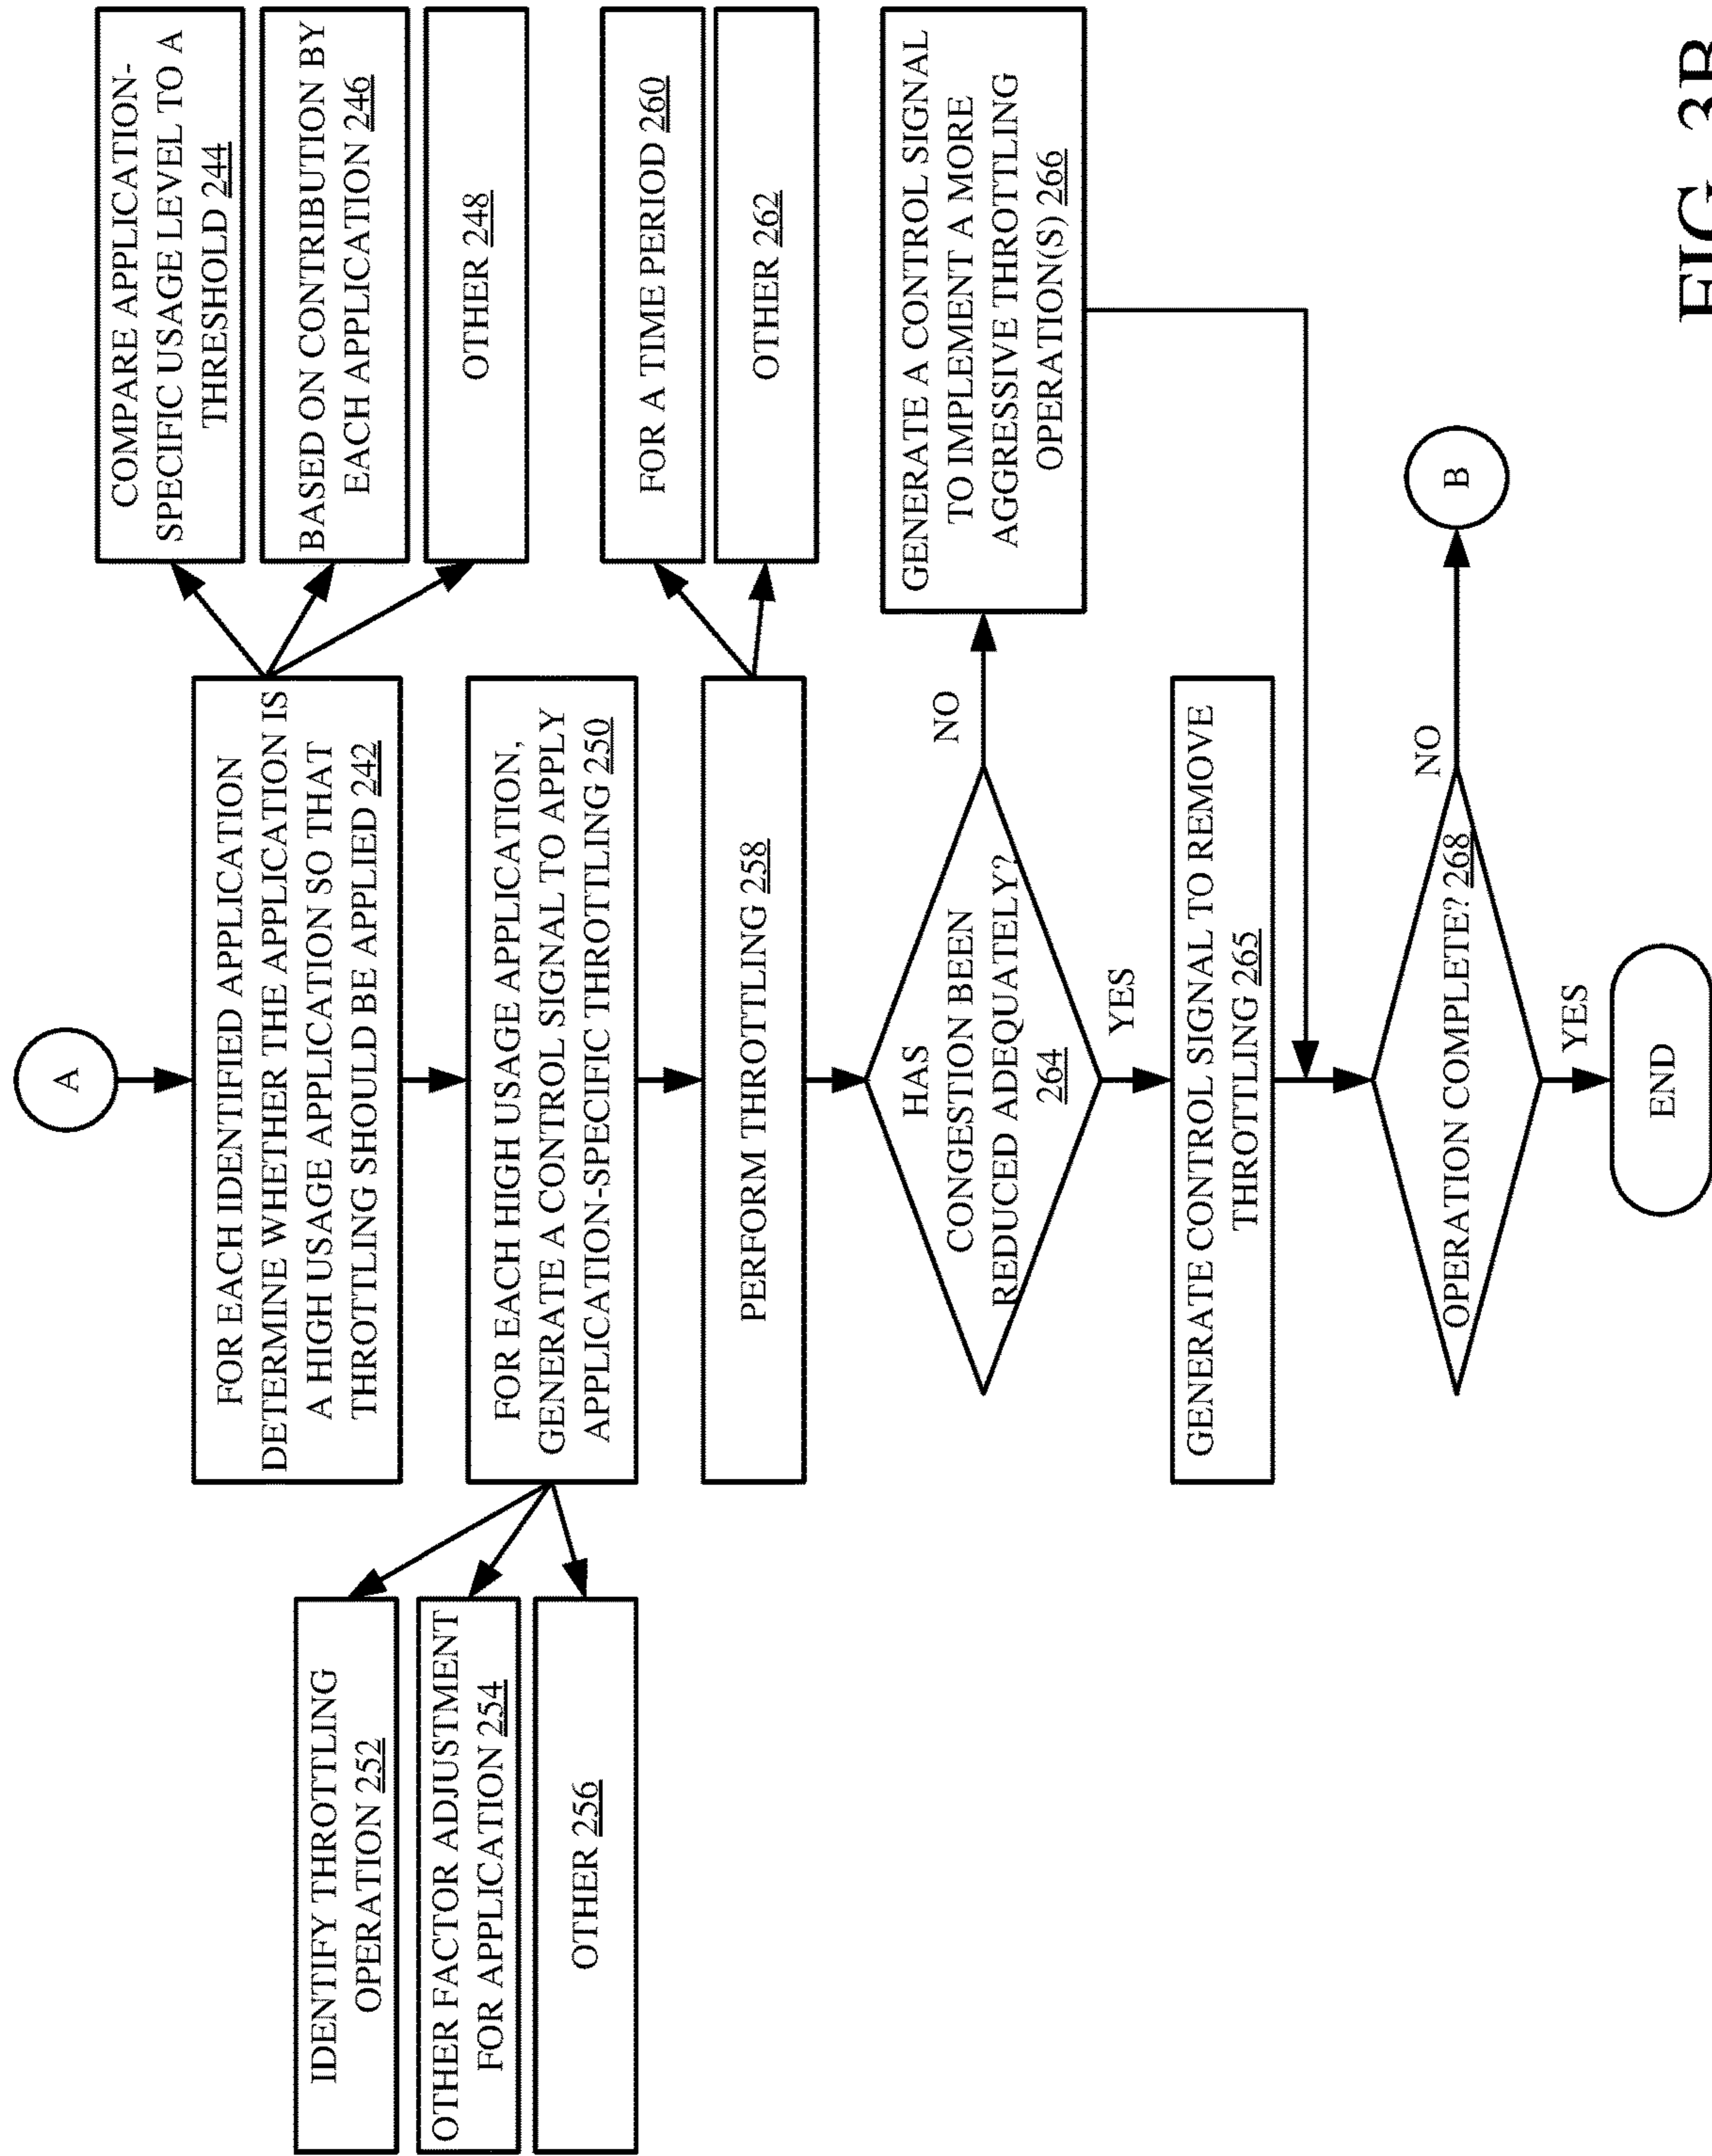 A
FOR EACH IDENTIFIED APPLICATION
DETERMINE WHETHER THE APPLICATION IS
A HIGH USAGE APPLICATION SO THAT
THROTTLING SHOULD BE APPLIED 242
COMPARE APPLICATION-
SPECIFIC USAGE LEVEL TO A
THRESHOLD 244
BASED ON CONTRIBUTION BY
EACH APPLICATION 246
OTHER 248
FOR EACH HIGH USAGE APPLICATION,
GENERATE A CONTROL SIGNAL TO APPLY
APPLICATION-SPECIFIC THROTTLING 250
IDENTIFY THROTTLING
OPERATION 252
OTHER FACTOR ADJUSTMENT
FOR APPLICATION 254
OTHER 256
PERFORM THROTTLING 258
FOR A TIME PERIOD 260
OTHER 262
HAS
CONGESTION BEEN
REDUCED ADEQUATELY?
264
NO
GENERATE A CONTROL SIGNAL
TO IMPLEMENT A MORE
AGGRESSIVE THROTTLING
OPERATION(S) 266
YES
GENERATE CONTROL SIGNAL TO REMOVE
THROTTLING 265
OPERATION COMPLETE? 268
NO
B
YES
END
FIG. 3B